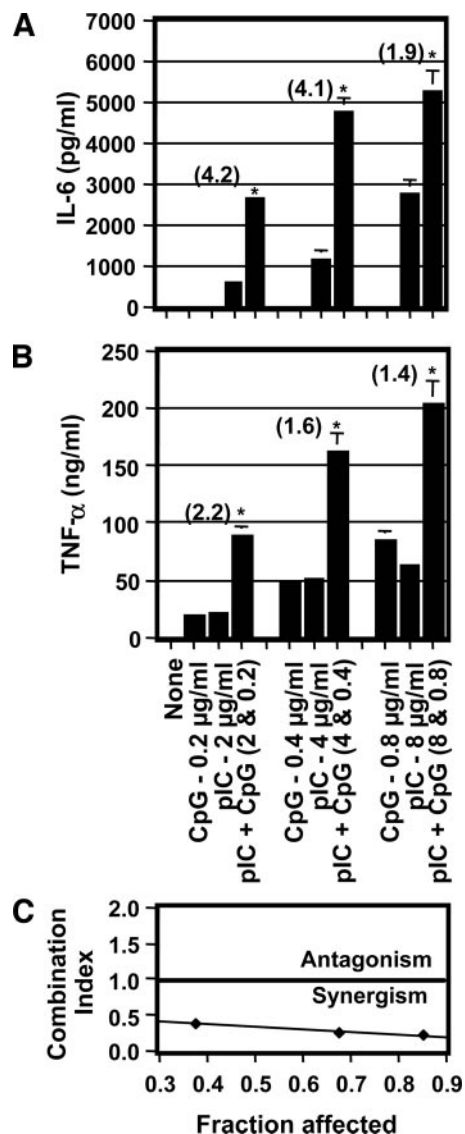 A
IL-6 (pg/ml)
7000
6000
5000
4000
3000
2000
1000
0
(4.2)
*
(4.1)
*
(1.9)
*
B
TNF-α (ng/ml)
250
200
150
100
50
0
(2.2)
*
(1.6)
*
(1.4)
*
None
CpG - 0.2 µg/ml
pIC - 2 µg/ml
pIC + CpG (2 & 0.2)
CpG - 0.4 µg/ml
pIC - 4 µg/ml
pIC + CpG (4 & 0.4)
CpG - 0.8 µg/ml
pIC - 8 µg/ml
pIC + CpG (8 & 0.8)
C
Combination
Index
2.0
1.5
1.0
0.5
0.0
Antagonism
Synergism
0.3 0.4 0.5 0.6 0.7 0.8 0.9
Fraction affected